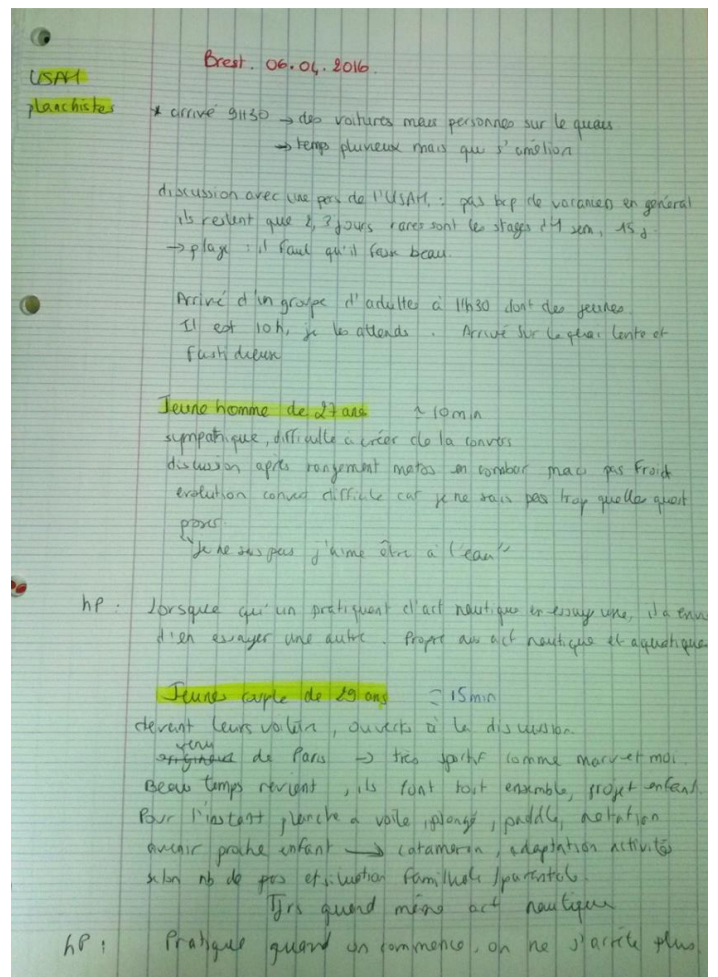 Brest. 06.04.2016.
USAM
planchistes
* arrivé 9H30 → des voitures mais personnes sur le quais
→ temps pluvieux mais qui s'amélior
discussion avec une pers de l'USAM, : pas bcp de vacanciers en général
ils restent que 2, 3 jours rares sont les stages d'1 sem, 15 j.
→ plage : il faut qu'il fasse beau.
Arrivé d'un groupe d'adultes à 11h30 dont des jeunes.
Il est 10h, je les attends. Arrivé sur le quai lente et
fastidieux
Jeune homme de 27 ans ~ 10min
sympathique, difficulté a créer de la convers
discussion après rangement matos en combar mais pas froid
évolution convers difficile car je ne sais pas trop quelles quest
poser.
"Je ne sais pas j'aime être à l'eau"
hP : Lorsque qu'un pratiquant d'act nautique en essaye une, il a envie
d'en essayer une autre. Propre aux act nautique et aquatique
Jeune couple de 29 ans = 15min
devant leurs voiture, ouverts à la discussion.
venu
de Paris → très sportif comme
Beau temps revient, ils font tout ensemble, projet enfant.
Pour l'instant planche à voile, plongé, paddle, natation
avenir proche enfant → catamaran, adaptation activités
selon nb de pers et situation familiale/parentale.
Tjrs quand même act nautique
hP : Pratique quand on commence, on ne s'arrête plus.